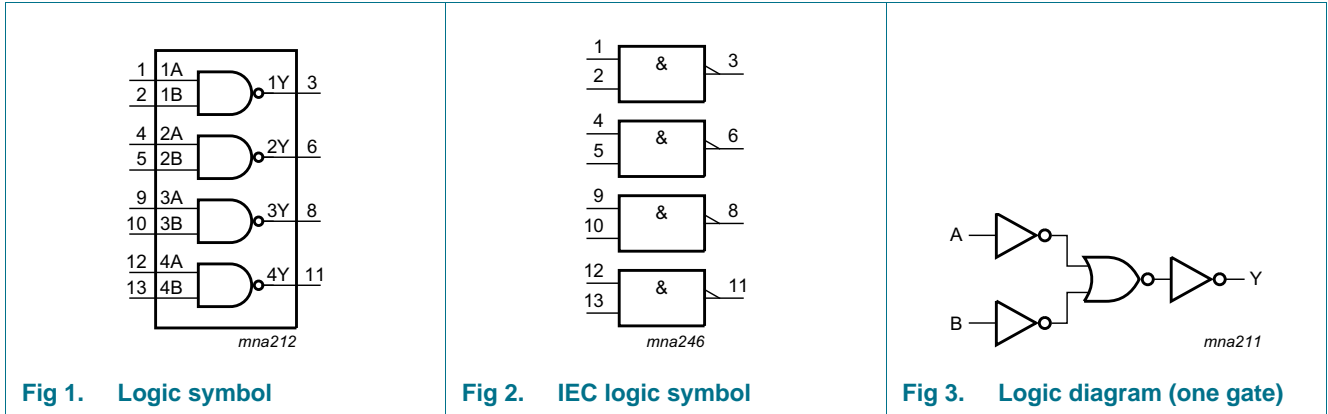 1 1A 1Y 3
2 1B
4 2A 2Y 6
5 2B
9 3A 3Y 8
10 3B
12 4A 4Y 11
13 4B
mna212
Fig 1. Logic symbol
1 & 3
2
4 & 6
5
9 & 8
10
12 & 11
13
mna246
Fig 2. IEC logic symbol
A
Y
B
mna211
Fig 3. Logic diagram (one gate)